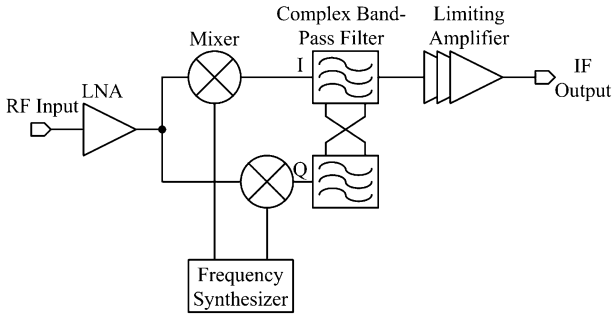 Complex Band-
Pass Filter
Limiting
Amplifier
Mixer
I
IF
Output
LNA
RF Input
Q
Frequency
Synthesizer